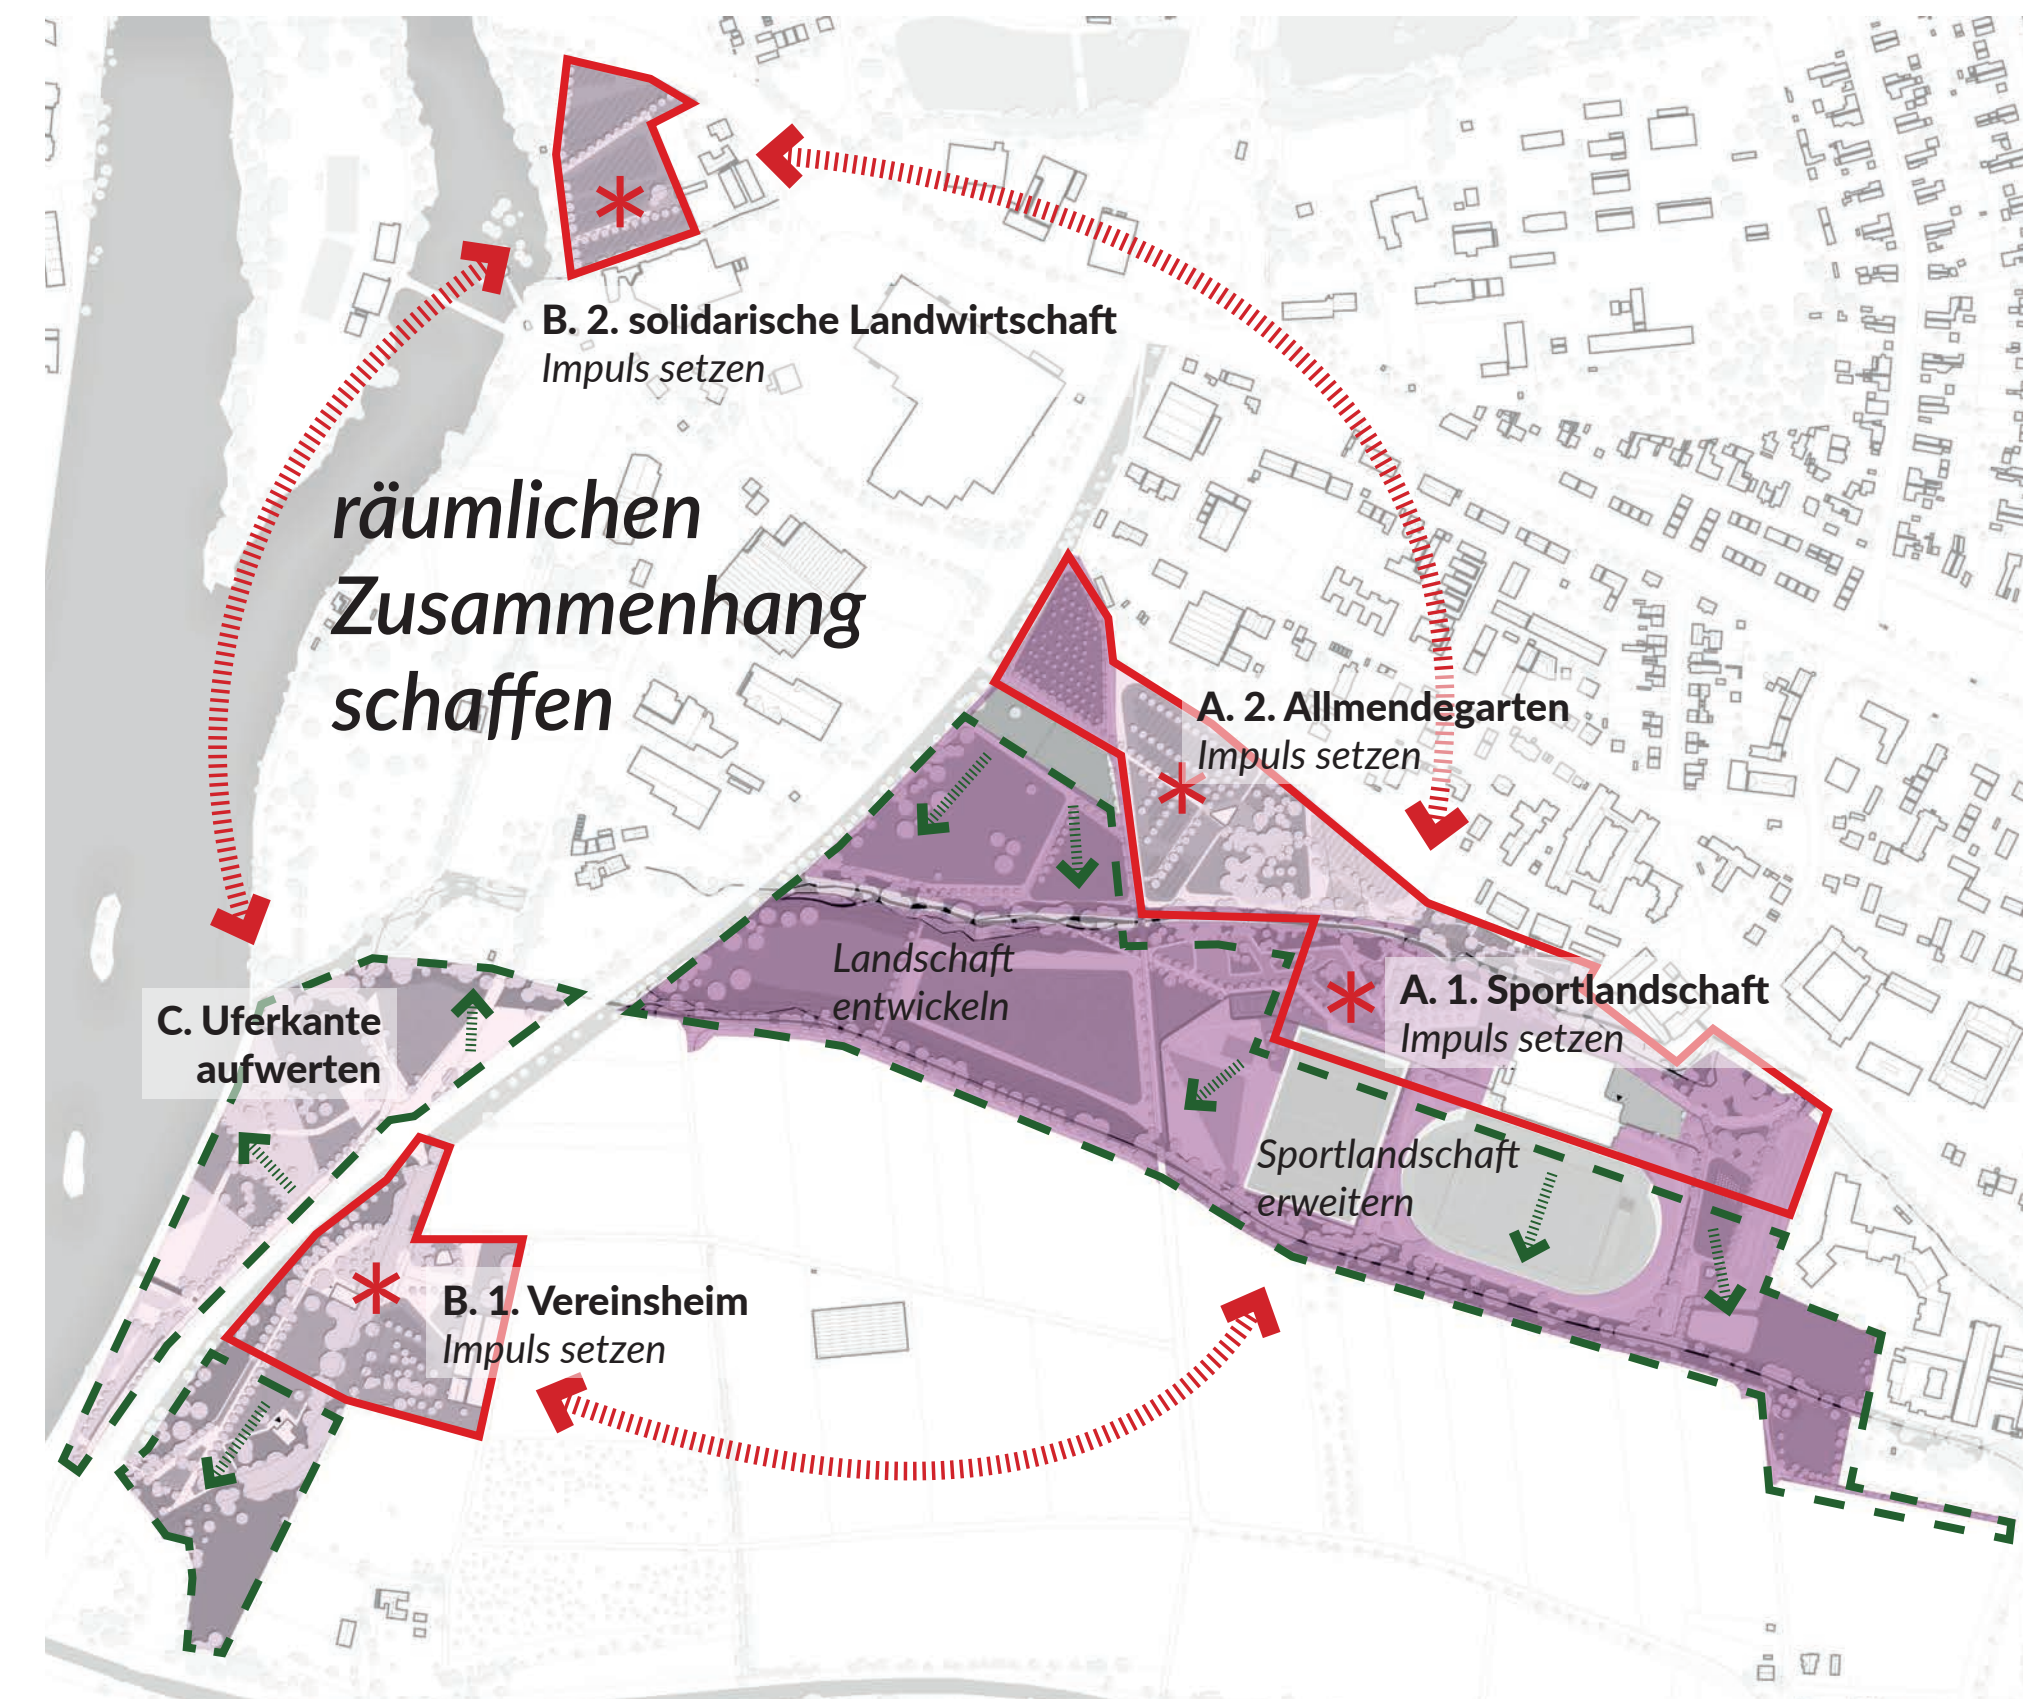 B. 2. solidarische Landwirtschaft
Impuls setzen
räumlichen
Zusammenhang
schaffen
A. 2. Allmendegarten
Impuls setzen
Landschaft
entwickeln
A. 1. Sportlandschaft
Impuls setzen
C. Uferkante
aufwerten
Sportlandschaft
erweitern
B. 1. Vereinsheim
Impuls setzen